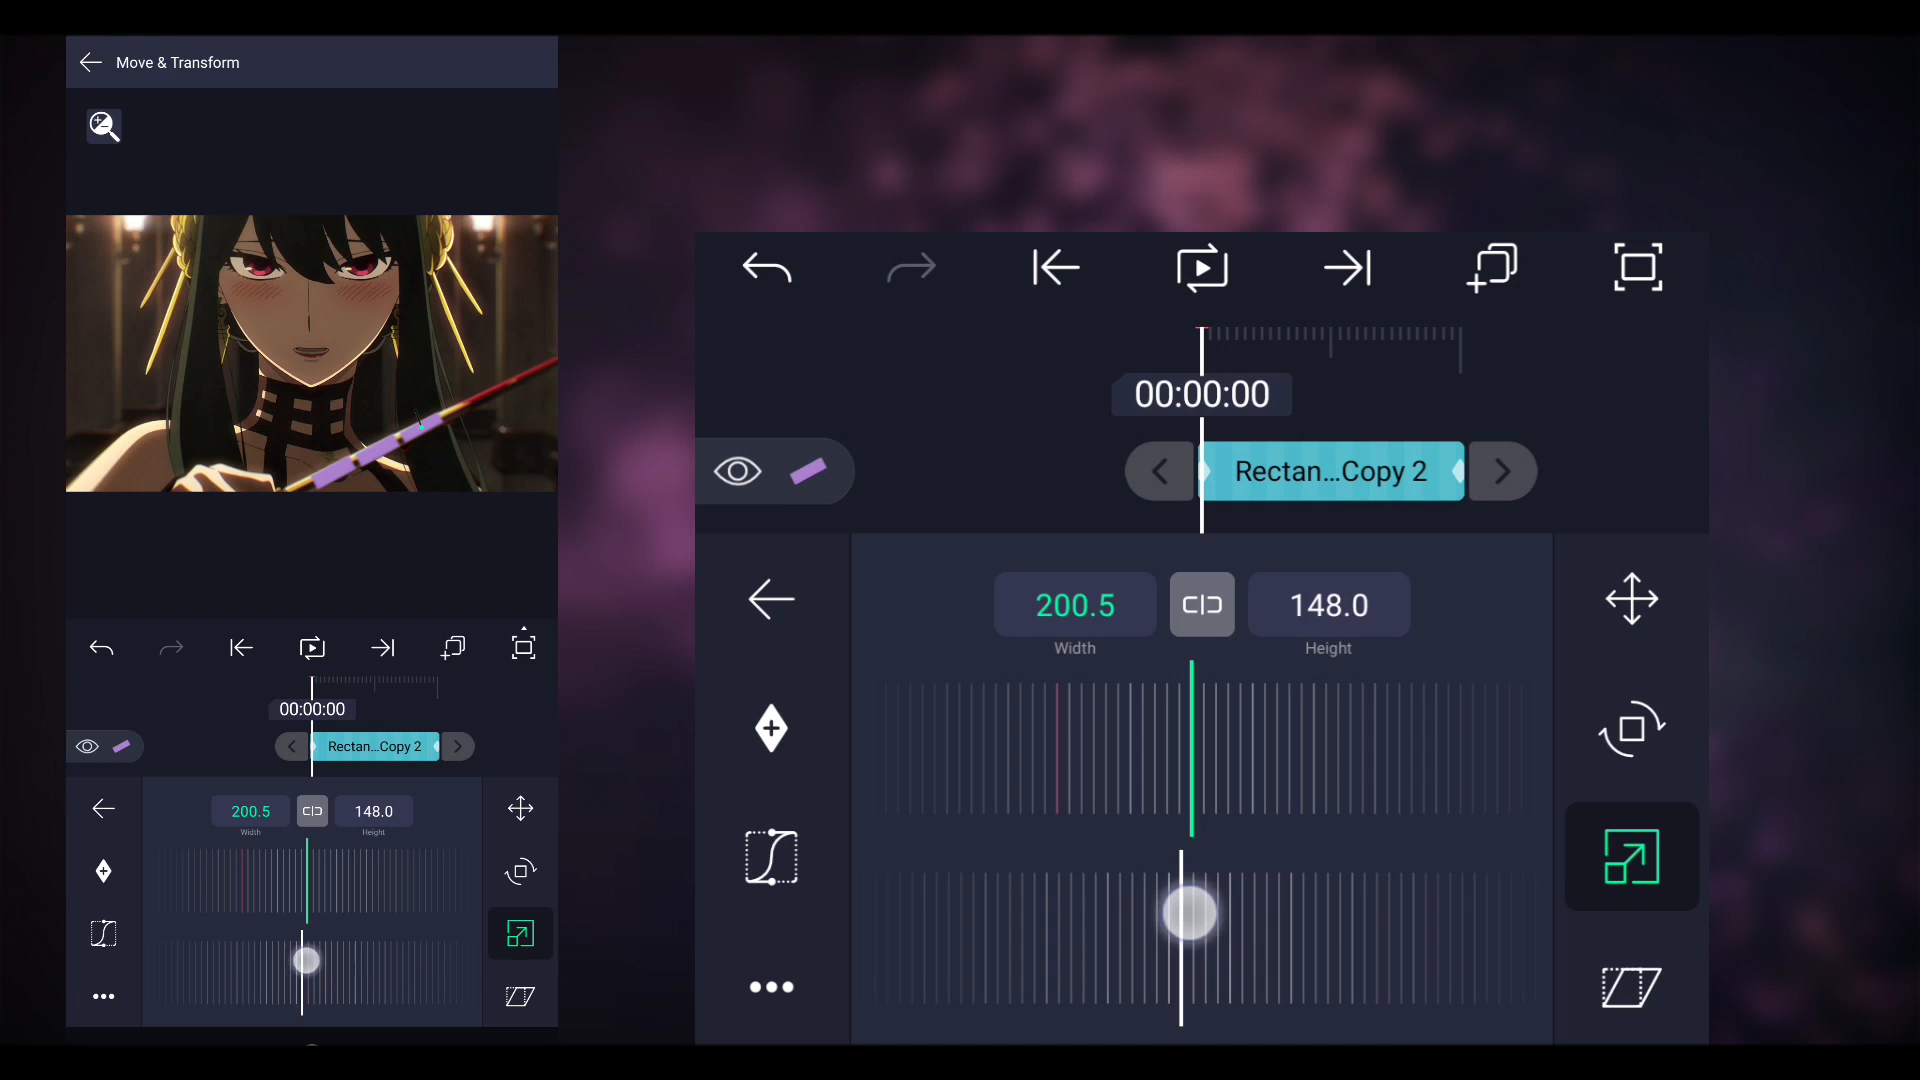 Move & Transform
00:00:00
Rectan...Copy 2
200.5
148.0
Width
Height
00:00:00
Rectan...Copy 2
200.5
148.0
Width
Height